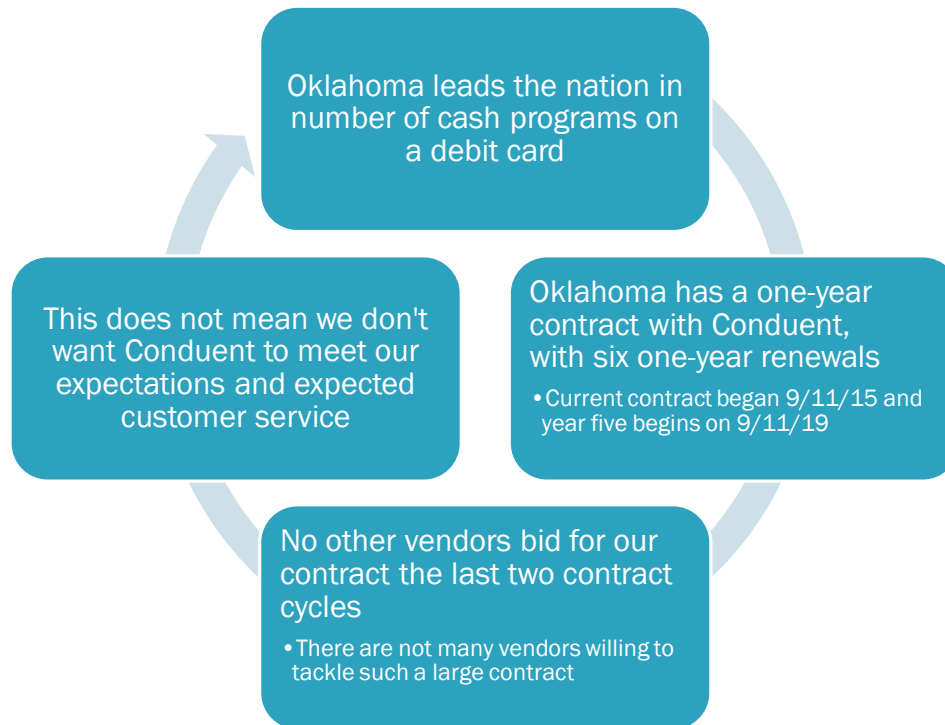 Oklahoma leads the nation in
number of cash programs on
a debit card
Oklahoma has a one-year
contract with Conduent,
with six one-year renewals
• Current contract began 9/11/15 and
year five begins on 9/11/19
No other vendors bid for our
contract the last two contract
cycles
• There are not many vendors willing to
tackle such a large contract
This does not mean we don't
want Conduent to meet our
expectations and expected
customer service